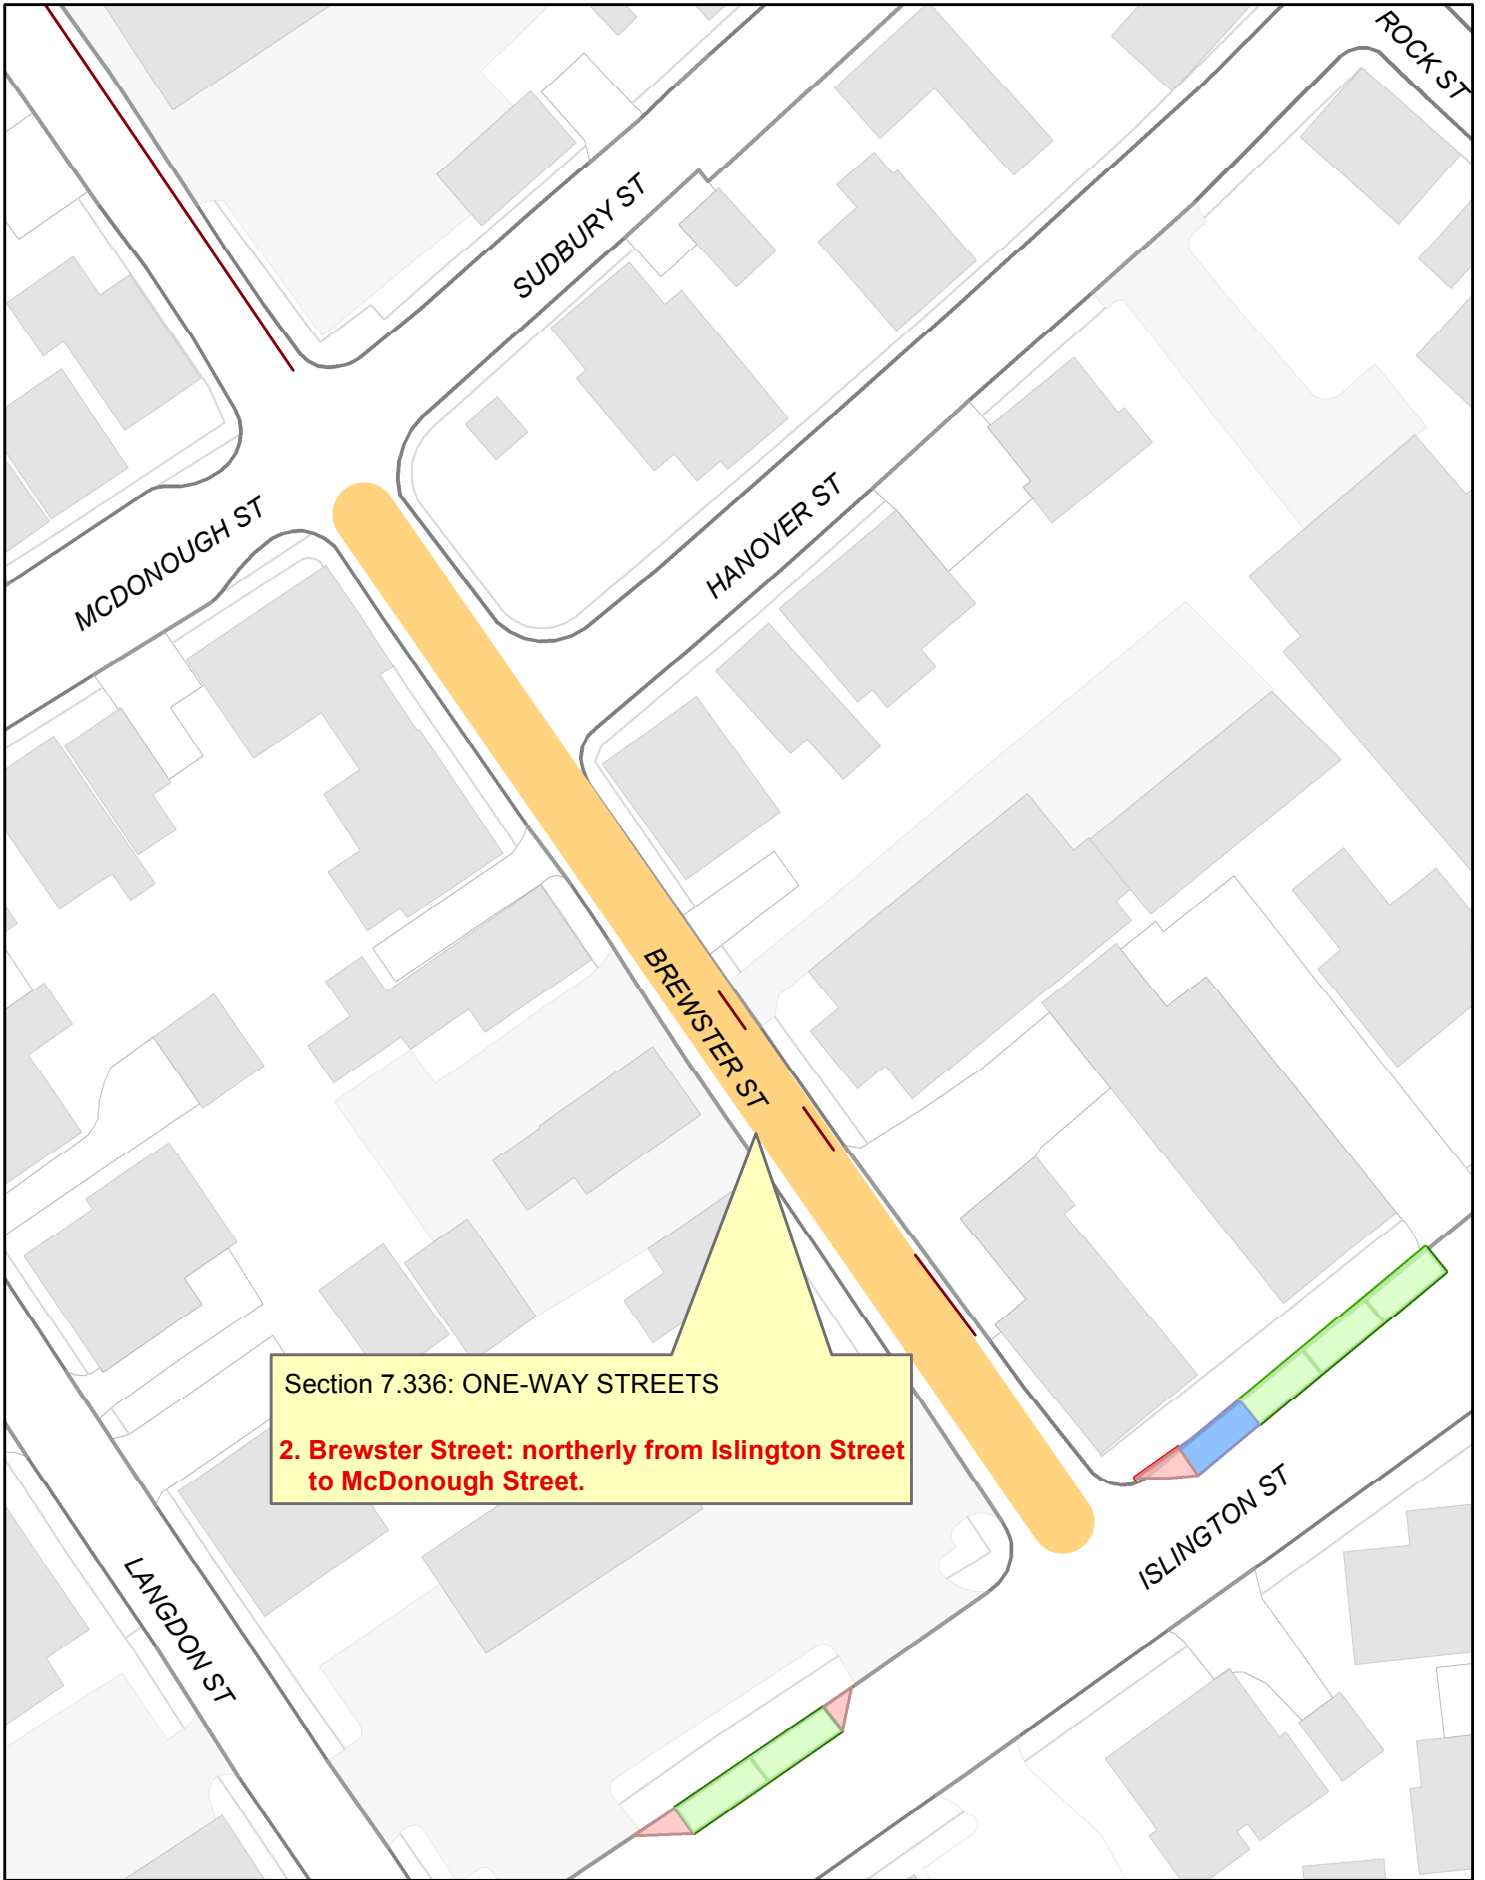 ROCK ST
SUDBURY ST
HANOVER ST
MCDONOUGH ST
BREWSTER ST
Section 7.336: ONE-WAY STREETS
2. Brewster Street: northerly from Islington Street
to McDonough Street.
ISLINGTON ST
LANGDON ST